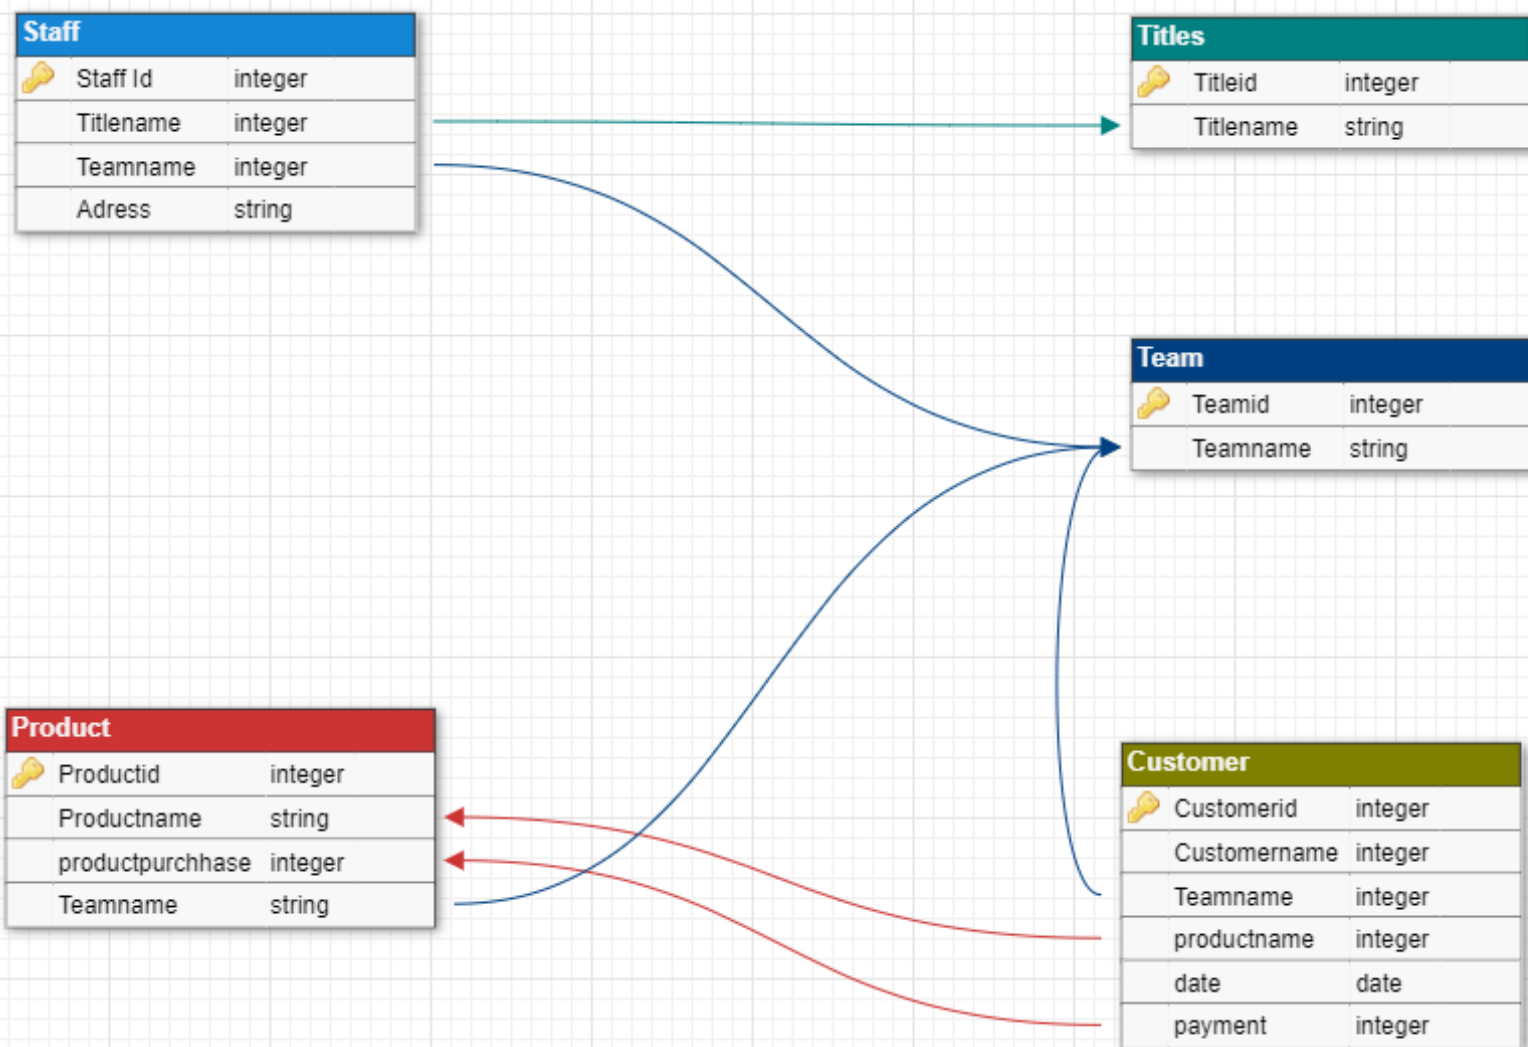 Staff
Staff Id integer
Titlename integer
Teamname integer
Adress string
Titles
Titleid integer
Titlename string
Team
Teamid integer
Teamname string
Product
Productid integer
Productname string
productpurchhase integer
Teamname string
Customer
Customerid integer
Customername integer
Teamname integer
productname integer
date date
payment integer